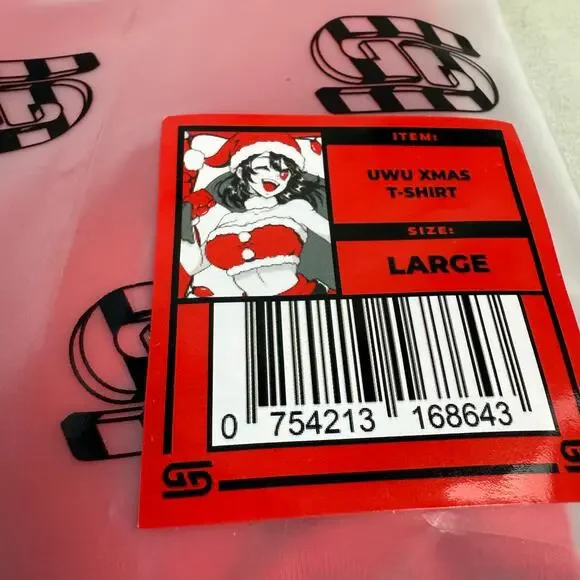 ITEM:
UWU XMAS
T-SHIRT
SIZE:
LARGE
0 754213 168643